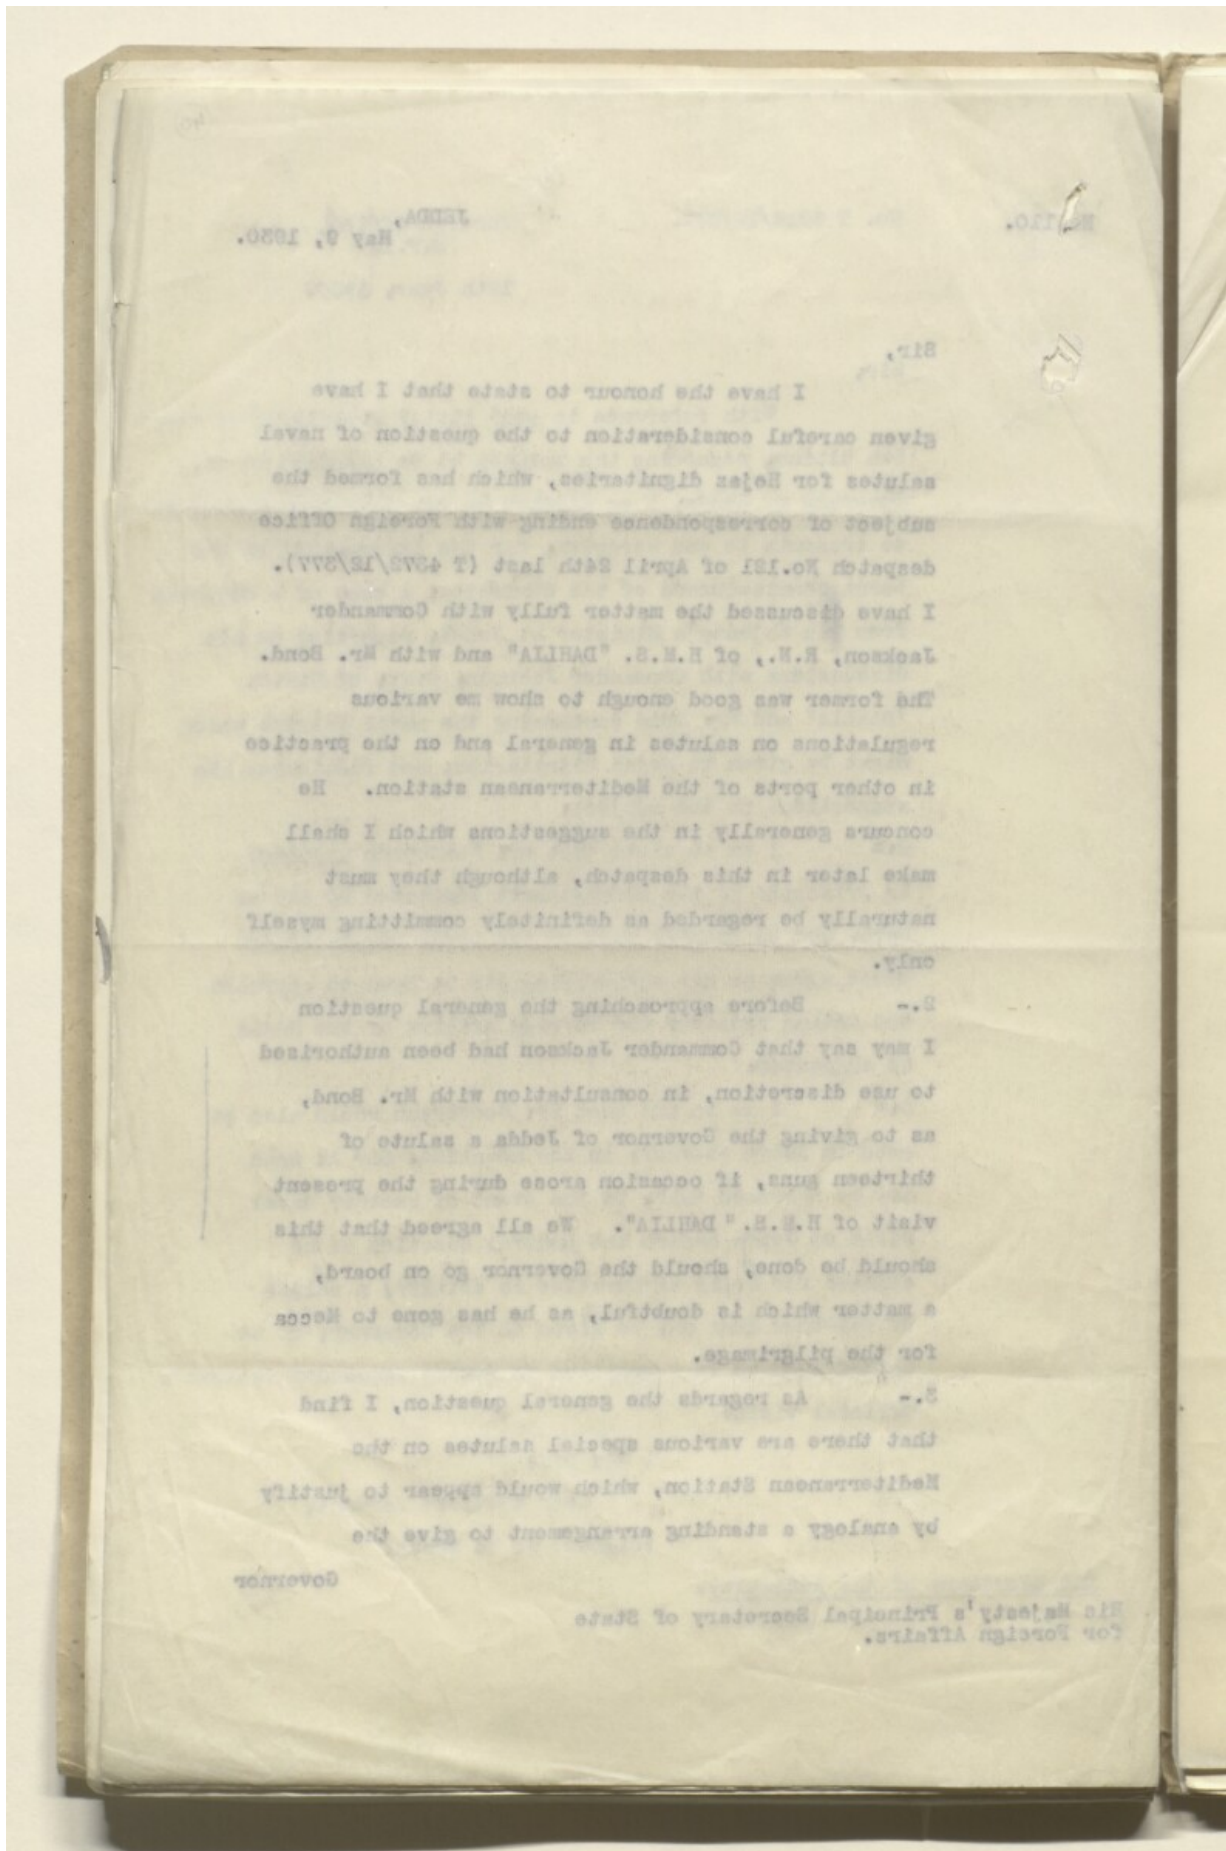 40
No.110.
JEDDA,
May 9, 1930.
Sir,
I have the honour to state that I have
given careful consideration to the question of naval
salutes for Hejaz dignitaries, which has formed the
subject of correspondence ending with Foreign Office
despatch No.121 of April 24th last (T 4372/12/377).
I have discussed the matter fully with Commander
Jackson, R.N., of H.M.S. "DAHLIA" and with Mr. Bond.
The former was good enough to show me various
regulations on salutes in general and on the practice
in other ports of the Mediterranean station. He
concurs generally in the suggestions which I shall
make later in this despatch, although they must
naturally be regarded as definitely committing myself
only.
2.- Before approaching the general question
I may say that Commander Jackson had been authorised
to use discretion, in consultation with Mr. Bond,
as to giving the Governor of Jedda a salute of
thirteen guns, if occasion arose during the present
visit of H.M.S. "DAHLIA". We all agreed that this
should be done, should the Governor go on board,
a matter which is doubtful, as he has gone to Mecca
for the pilgrimage.
3.- As regards the general question, I find
that there are various special salutes on the
Mediterranean Station, which would appear to justify
by analogy a standing arrangement to give the
Governor
His Majesty's Principal Secretary of State
for Foreign Affairs.